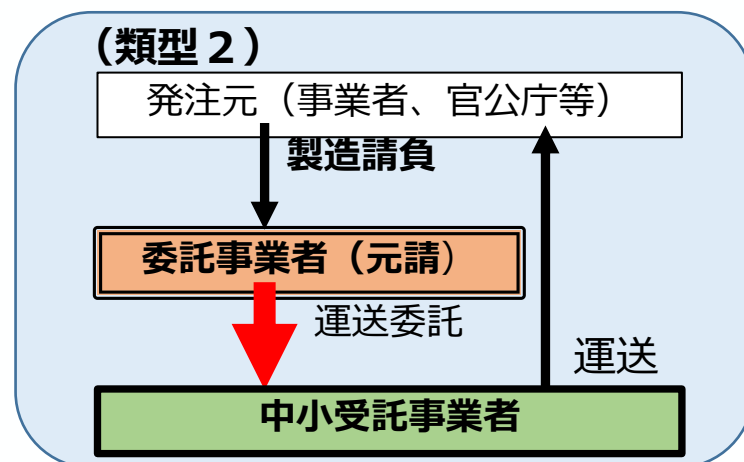 （類型２）
発注元（事業者、官公庁等）
製造請負
委託事業者（元請）
運送委託
運送
中小受託事業者